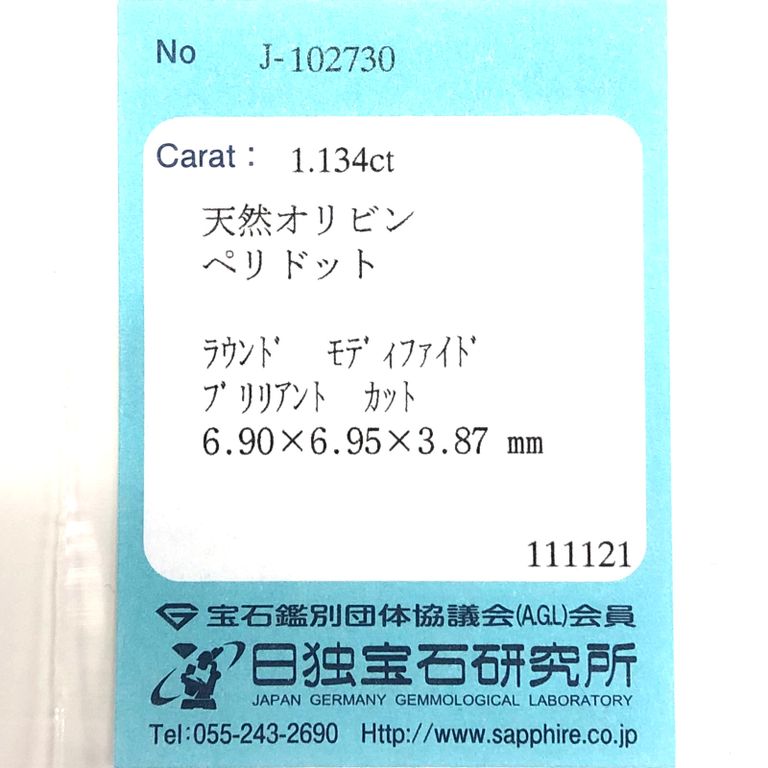 No J-102730
Carat : 1.134ct
天然オリビン
ペリドット
ﾗｳﾝﾄﾞ ﾓﾃﾞｨﾌｧｲﾄﾞ
ﾌﾞﾘﾘｱﾝﾄ ｶｯﾄ
6.90×6.95×3.87 mm
111121
宝石鑑別団体協議会(A.G.L)会員
日独宝石研究所
JAPAN GERMANY GEMMOLOGICAL LABORATORY
Tel:055-243-2690 Http://www.sapphire.co.jp